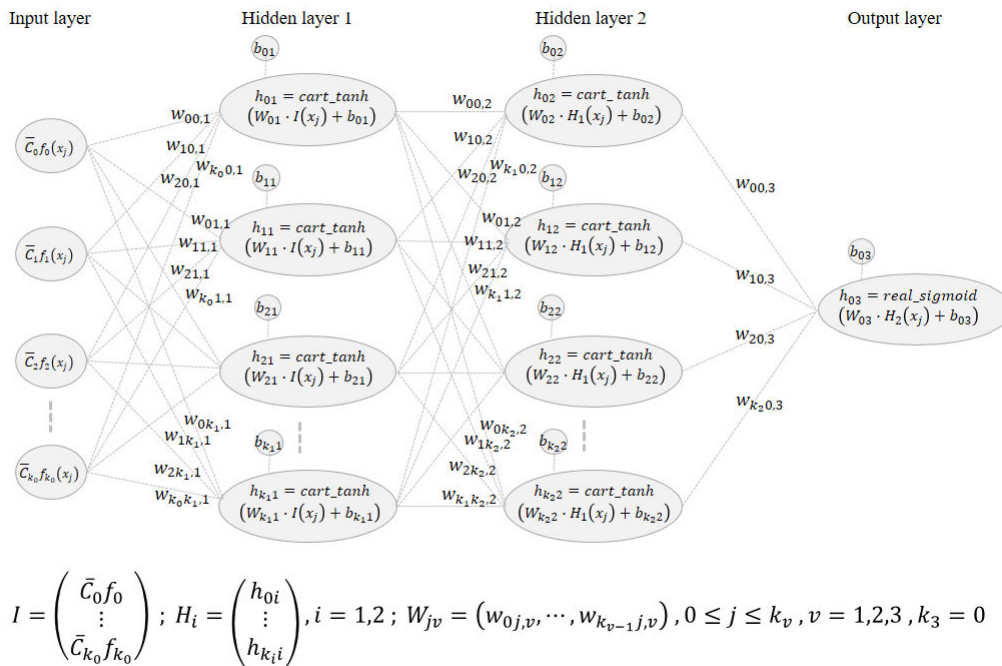 Input layer
Hidden layer 1
Hidden layer 2
Output layer
C̄₀f₀(xⱼ)
C̄₁f₁(xⱼ)
C̄₂f₂(xⱼ)
C̄ₖ₀fₖ₀(xⱼ)
w₀₀,₁
w₁₀,₁
w₂₀,₁
wₖ₀₀,₁
w₀₁,₁
w₁₁,₁
w₂₁,₁
wₖ₀₁,₁
w₀ₖ₁,₁
w₁ₖ₁,₁
w₂ₖ₁,₁
wₖ₀ₖ₁,₁
b₀₁
h₀₁ = cart_tanh
(W₀₁ · I(xⱼ) + b₀₁)
b₁₁
h₁₁ = cart_tanh
(W₁₁ · I(xⱼ) + b₁₁)
b₂₁
h₂₁ = cart_tanh
(W₂₁ · I(xⱼ) + b₂₁)
bₖ₁₁
hₖ₁₁ = cart_tanh
(Wₖ₁₁ · I(xⱼ) + bₖ₁₁)
w₀₀,₂
w₁₀,₂
w₂₀,₂
wₖ₁₀,₂
w₀₁,₂
w₁₁,₂
w₂₁,₂
wₖ₁₁,₂
w₀ₖ₂,₂
w₁ₖ₂,₂
w₂ₖ₂,₂
wₖ₁ₖ₂,₂
b₀₂
h₀₂ = cart_ tanh
(W₀₂ · H₁(xⱼ) + b₀₂)
b₁₂
h₁₂ = cart_tanh
(W₁₂ · H₁(xⱼ) + b₁₂)
b₂₂
h₂₂ = cart_tanh
(W₂₂ · H₁(xⱼ) + b₂₂)
bₖ₂₂
hₖ₂₂ = cart_tanh
(Wₖ₂₂ · H₁(xⱼ) + bₖ₂₂)
w₀₀,₃
w₁₀,₃
w₂₀,₃
wₖ₂₀,₃
b₀₃
h₀₃ = real_sigmoid
(W₀₃ · H₂(xⱼ) + b₀₃)
I = (C̄₀f₀ ⋮ C̄ₖ₀fₖ₀) ; Hᵢ = (h₀ᵢ ⋮ hₖᵢᵢ), i = 1,2 ; Wⱼᵥ = (w₀ⱼ,ᵥ, ⋯, wₖᵥ₋₁ⱼ,ᵥ), 0 ≤ j ≤ kᵥ, v = 1,2,3 , k₃ = 0